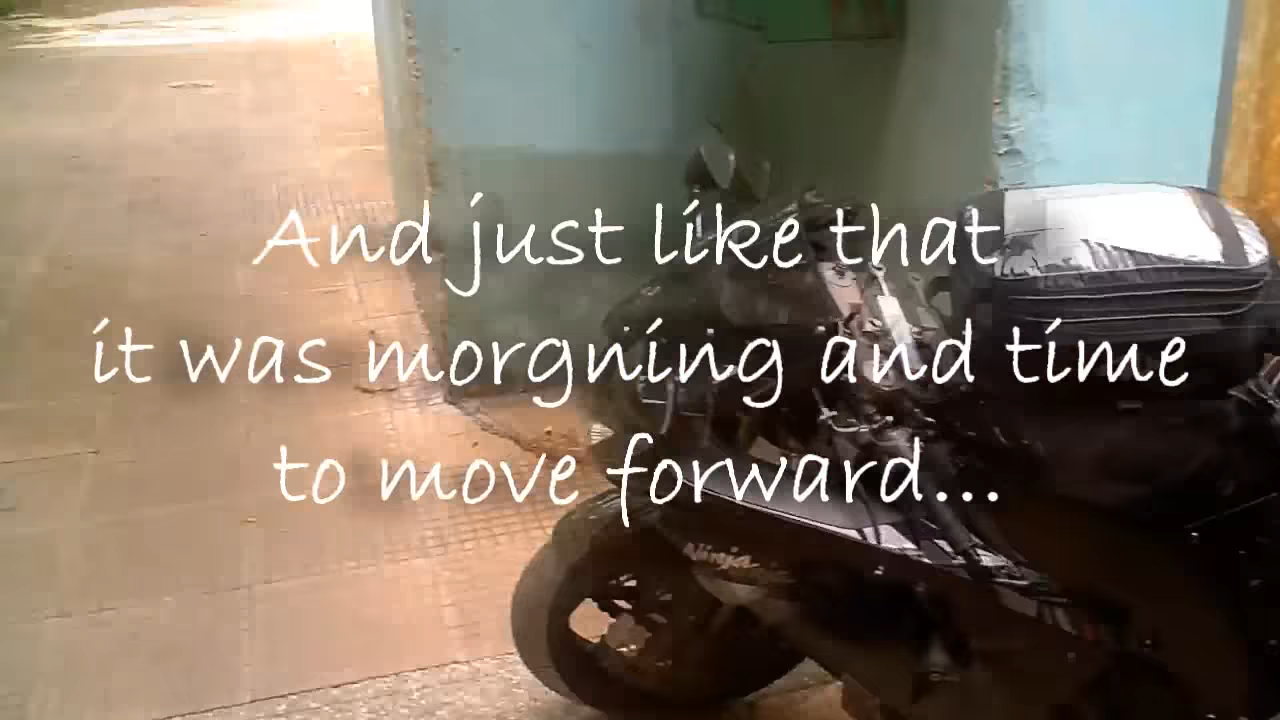 And just like that
it was morgning and time
to move forward...
Ninja